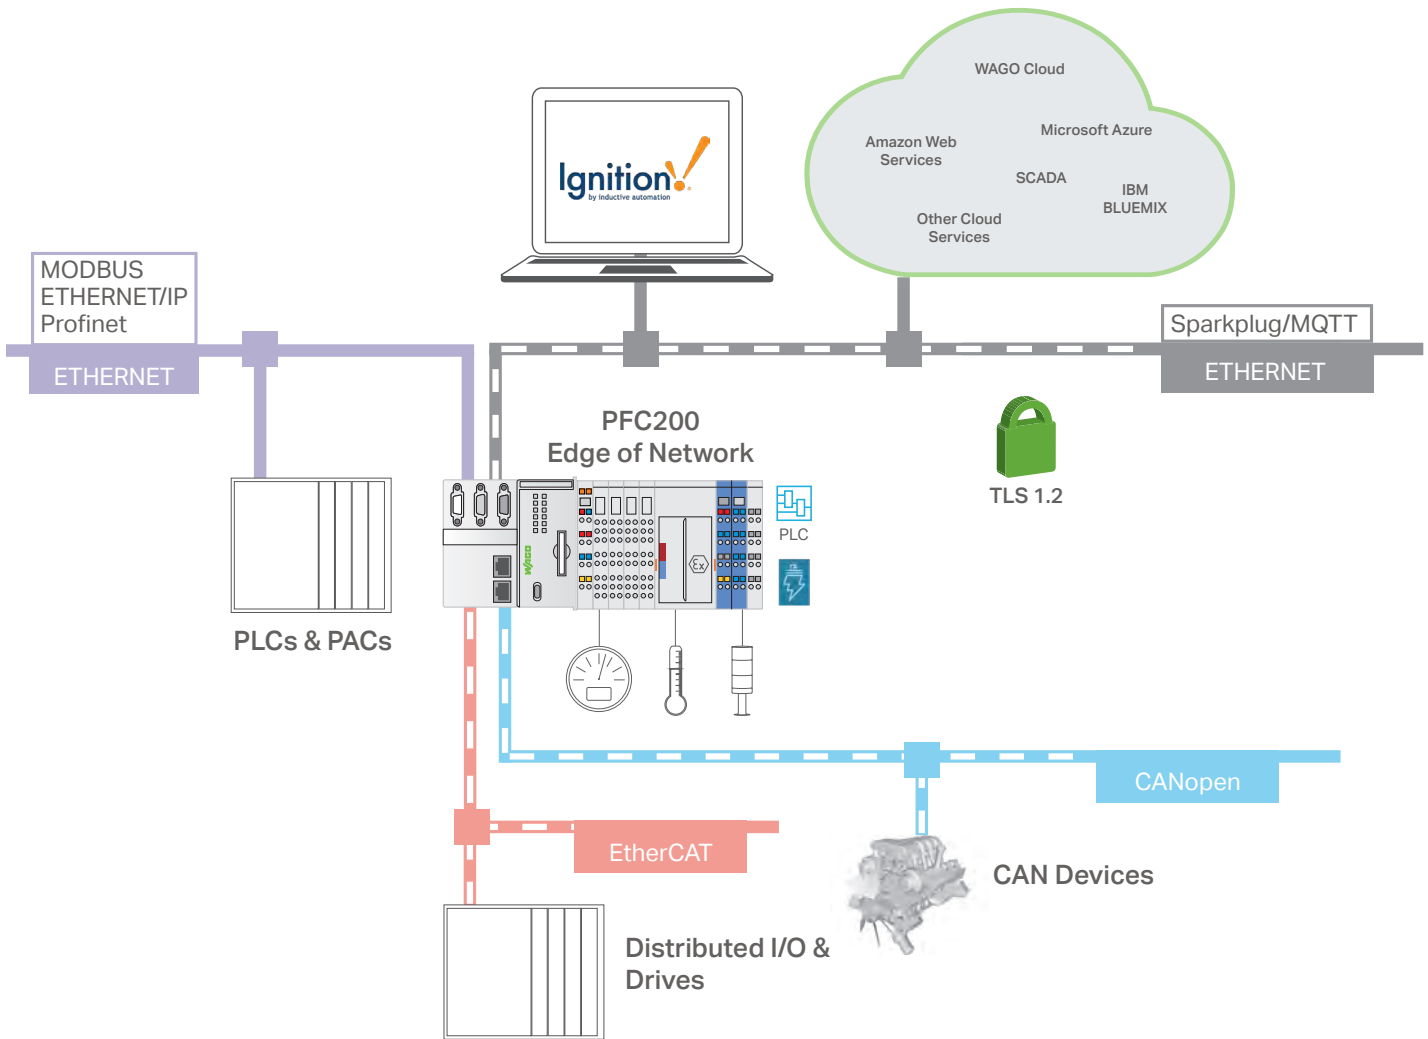 WAGO Cloud
Amazon Web
Services
Microsoft Azure
SCADA
IBM
BLUEMIX
Other Cloud
Services
Ignition!
by inductive automation
MODBUS
ETHERNET/IP
Profinet
ETHERNET
Sparkplug/MQTT
ETHERNET
TLS 1.2
PFC200
Edge of Network
WAGO
Ex
PLC
PLCs & PACs
CANopen
EtherCAT
CAN Devices
Distributed I/O &
Drives